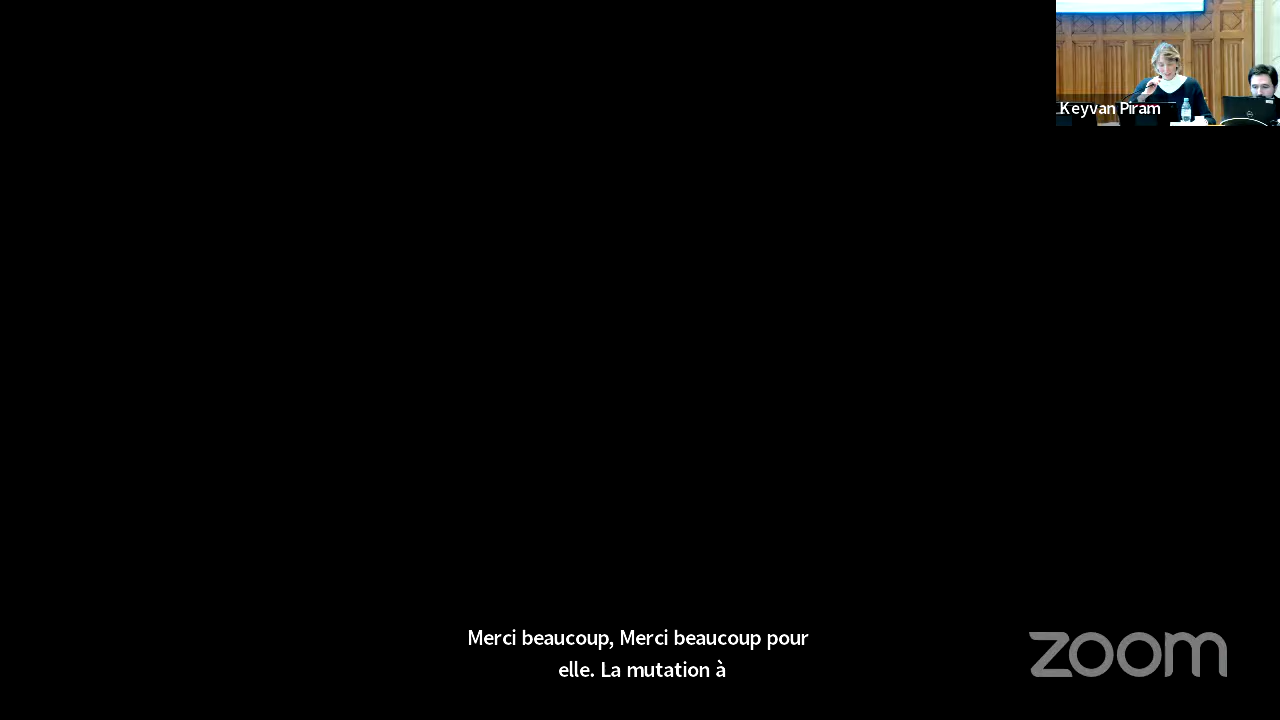 Keyvan Piram
Merci beaucoup, Merci beaucoup pour
elle. La mutation à
zoom